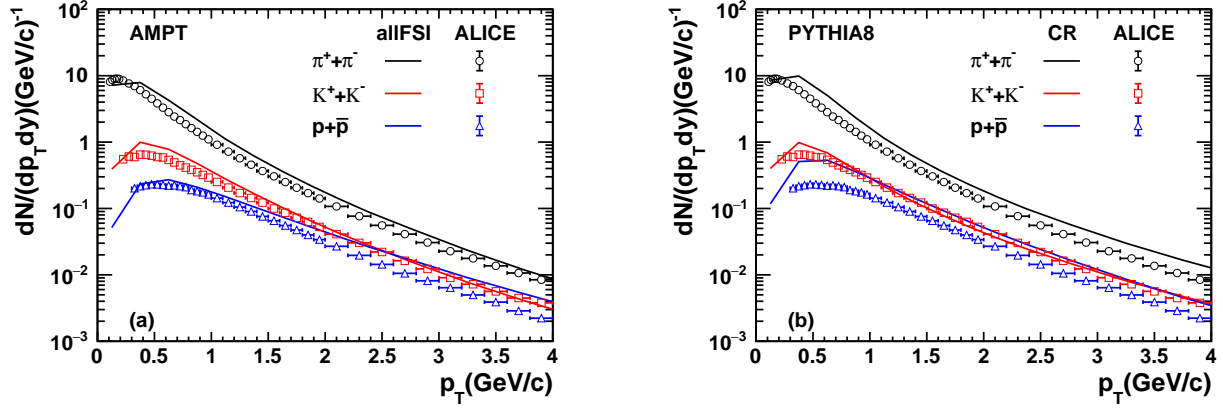 AMPT allFSI ALICE
π⁺+π⁻
K⁺+K⁻
p+p̅
dN/(dp_T dy)(GeV/c)⁻¹
10²
10
1
10⁻¹
10⁻²
10⁻³
(a)
0 0.5 1 1.5 2 2.5 3 3.5 4
p_T(GeV/c)
PYTHIA8 CR ALICE
π⁺+π⁻
K⁺+K⁻
p+p̅
dN/(dp_T dy)(GeV/c)⁻¹
10²
10
1
10⁻¹
10⁻²
10⁻³
(b)
0 0.5 1 1.5 2 2.5 3 3.5 4
p_T(GeV/c)